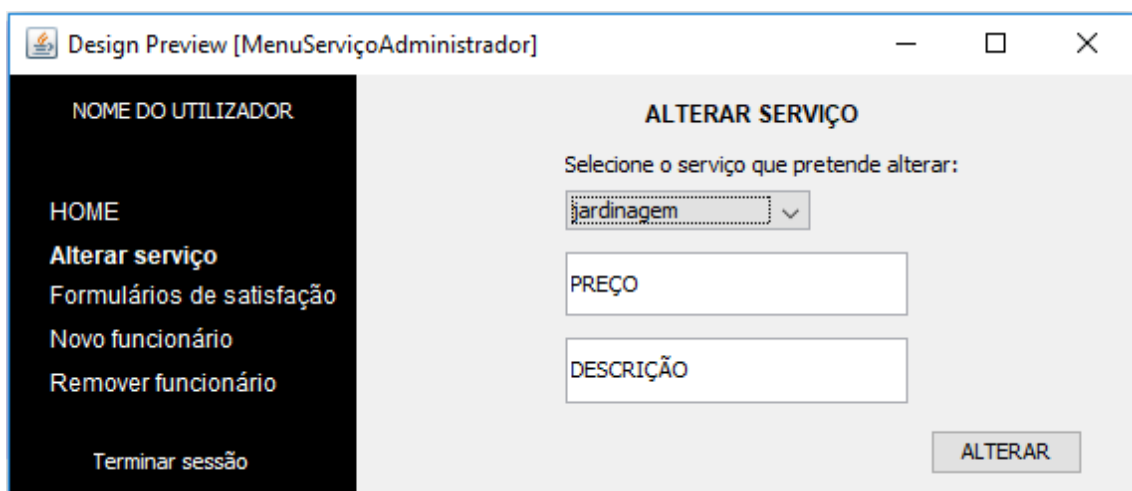 Design Preview [MenuServiçoAdministrador]
NOME DO UTILIZADOR
HOME
Alterar serviço
Formulários de satisfação
Novo funcionário
Remover funcionário
Terminar sessão
ALTERAR SERVIÇO
Selecione o serviço que pretende alterar:
jardinagem
PREÇO
DESCRIÇÃO
ALTERAR